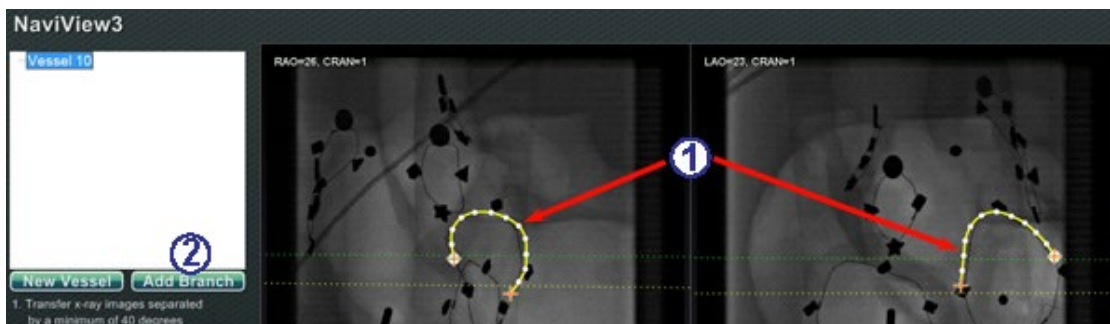 NaviView3
Vessel 10
RAO=26, CRAN=1
LAO=23, CRAN=1
1
2
New Vessel
Add Branch
1. Transfer x-ray images separated
by a minimum of 40 degrees